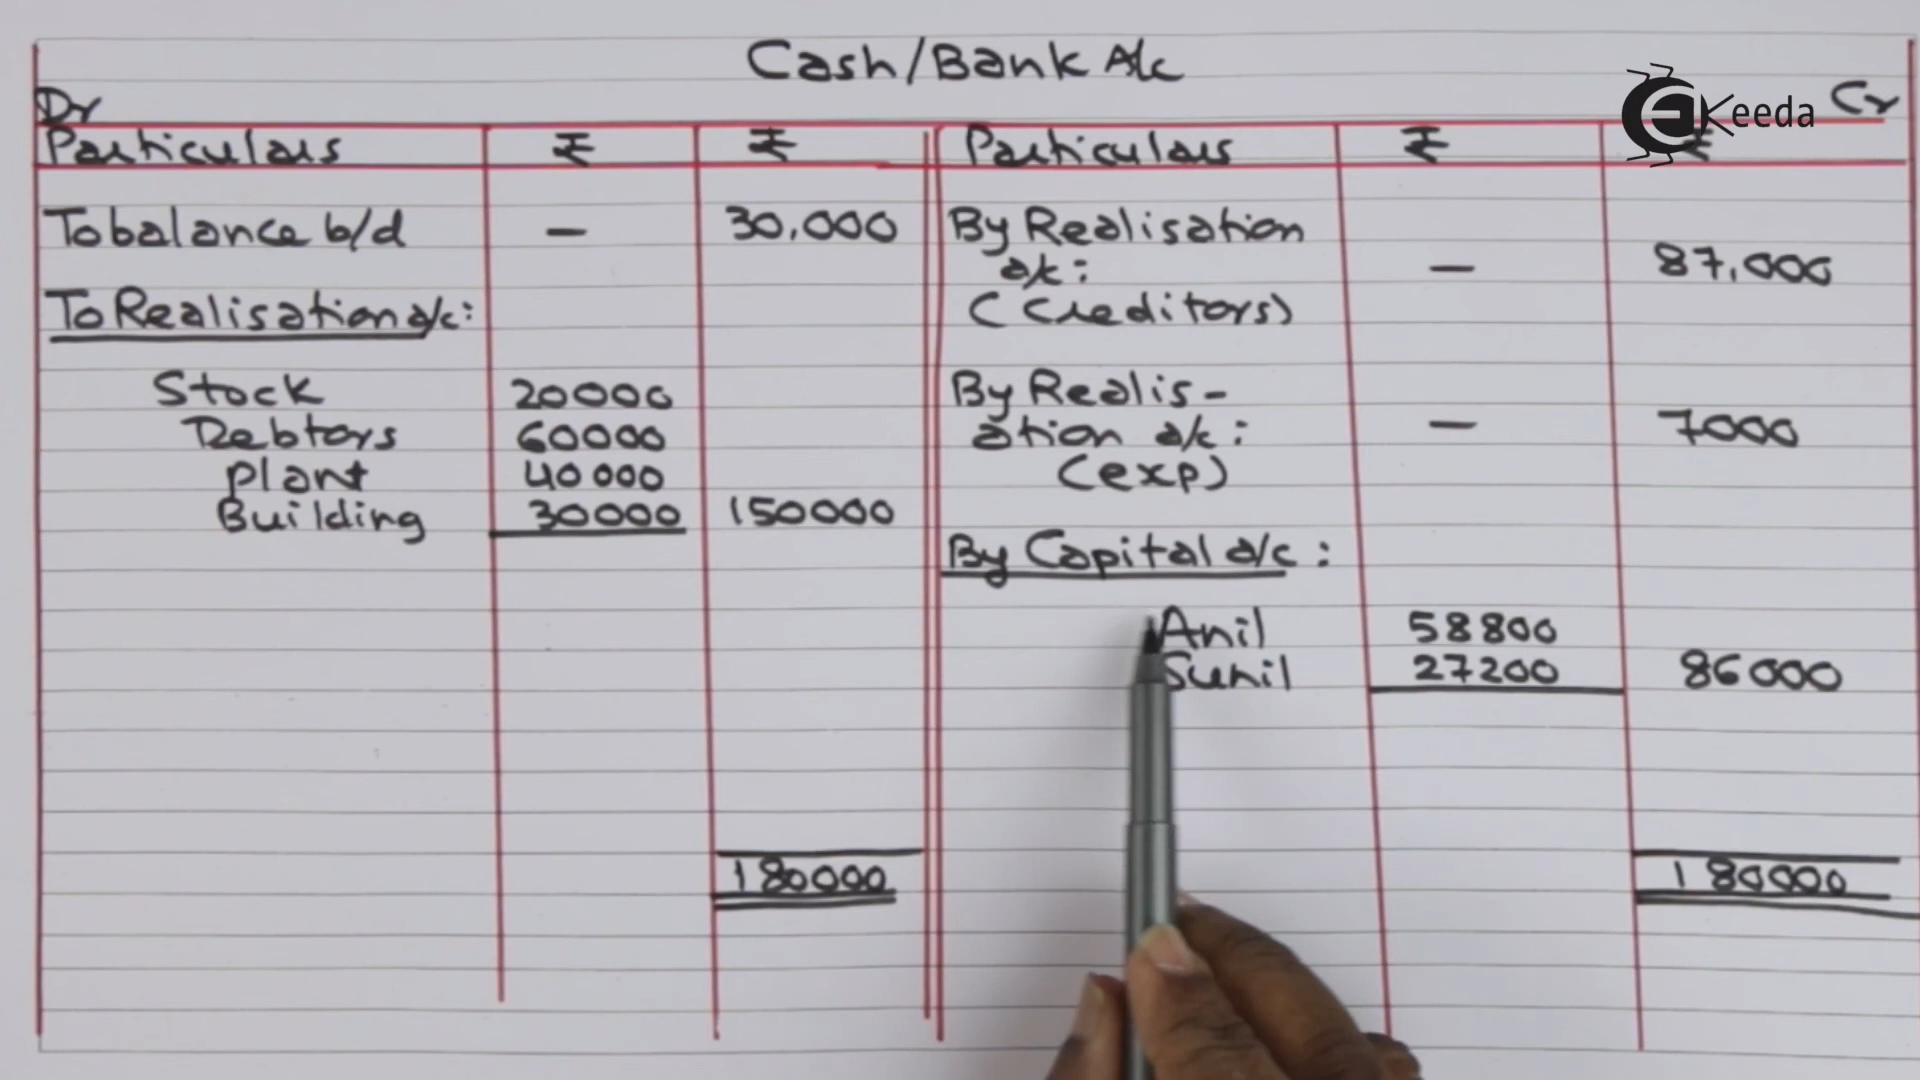 Cash/Bank A/c
Dr
Cr
EKeeda
Particulars ₹ ₹ Particulars ₹ ₹
To balance b/d — 30,000
To Realisation a/c:
Stock 20000
Debtors 60000
Plant 40000
Building 30000 150000
180000
By Realisation
a/c: — 87,000
(Creditors)
By Realis-
ation a/c: — 7000
(exp)
By Capital a/c:
Anil 58800
Sunil 27200 86000
180000